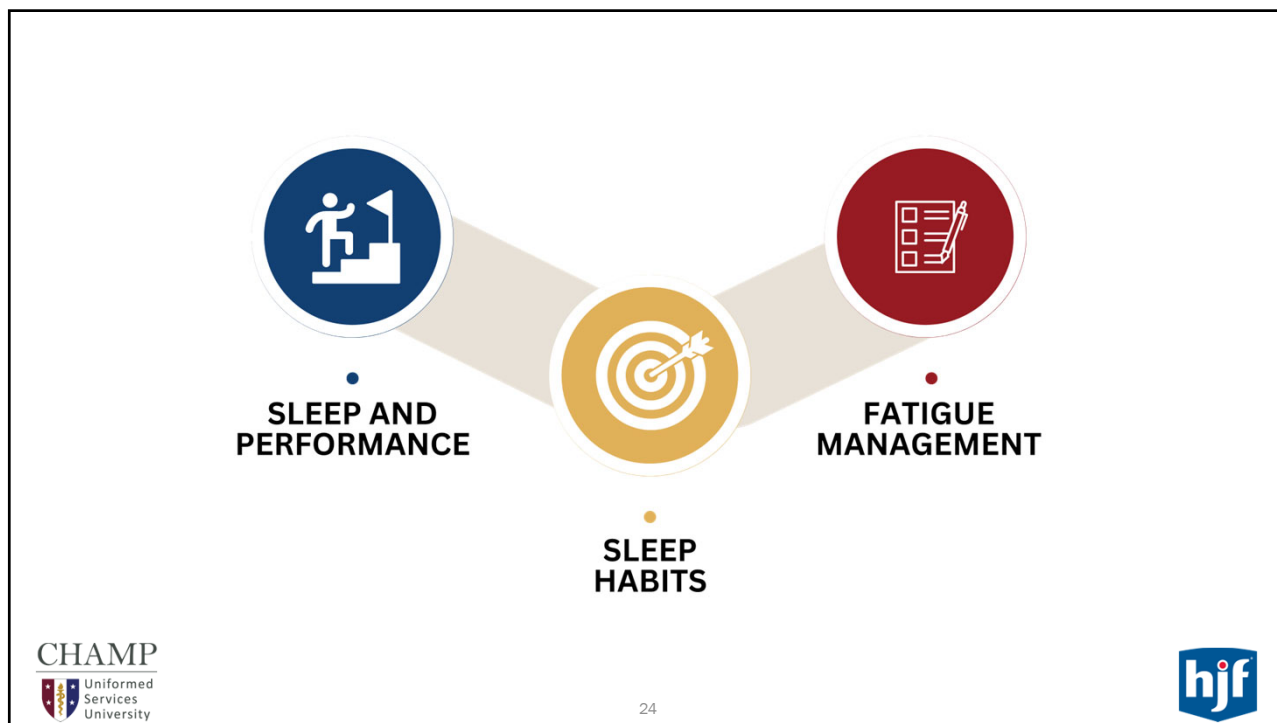 SLEEP AND
PERFORMANCE
SLEEP
HABITS
FATIGUE
MANAGEMENT
CHAMP
Uniformed
Services
University
24
hjf